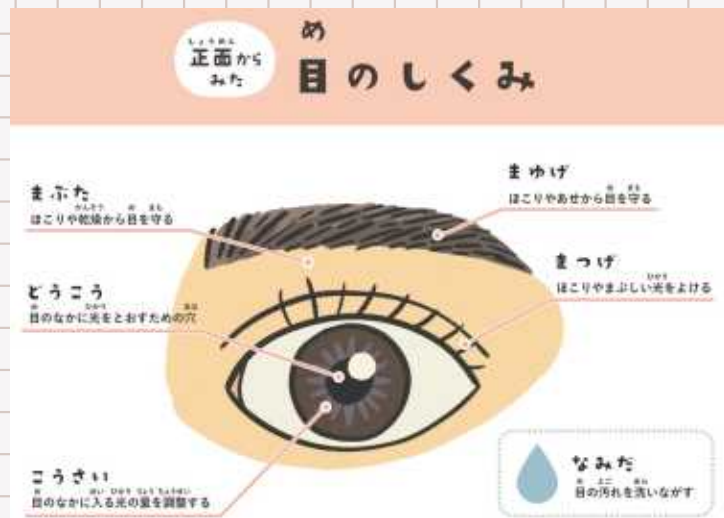 正面から
みた
目のしくみ
まぶた
ほこりや乾燥から目を守る
まゆげ
ほこりやあせから目を守る
どうこう
目のなかに光をとおすための穴
まつげ
ほこりやまぶしい光をよける
こうさい
目のなかに入る光の量を調整する
なみだ
目の汚れを洗いながす